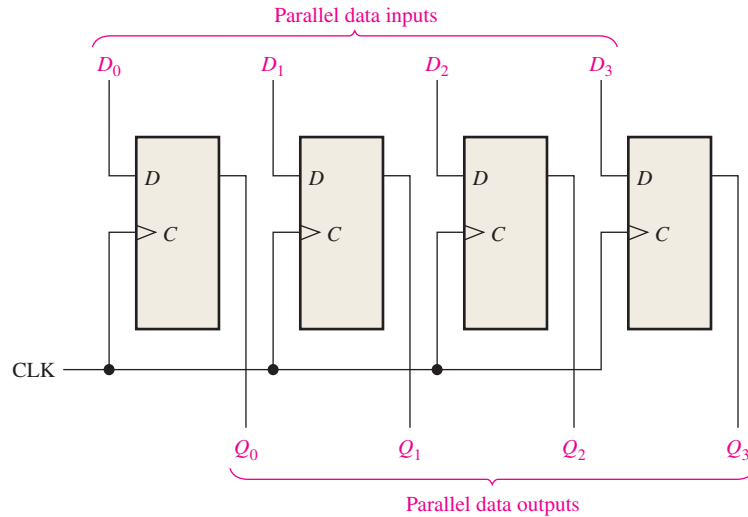 Parallel data inputs
D₀ D₁ D₂ D₃
D D D D
C C C C
CLK
Q₀ Q₁ Q₂ Q₃
Parallel data outputs